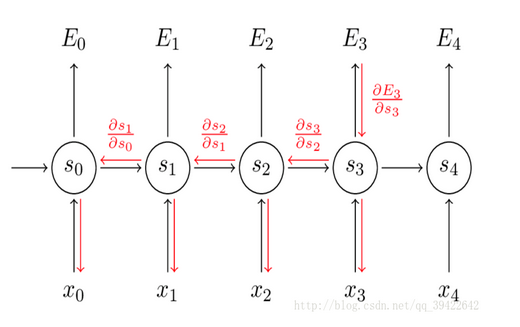 E₀ E₁ E₂ E₃ E₄
∂E₃/∂s₃
∂s₁/∂s₀ ∂s₂/∂s₁ ∂s₃/∂s₂
s₀ s₁ s₂ s₃ s₄
x₀ x₁ x₂ x₃ x₄
http://blog.csdn.net/qq_39422642